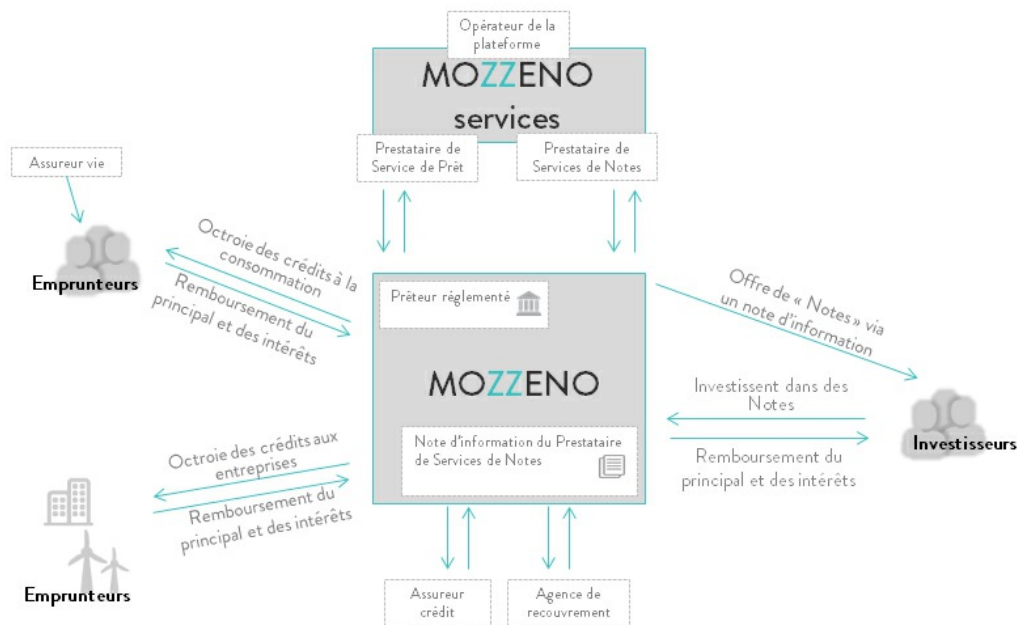 Opérateur de la
plateforme
MOZZENO
services
Prestataire de
Service de Prêt
Prestataire de
Services de Notes
Assureur vie
Emprunteurs
Octroie des crédits à la
consommation
Remboursement du
principal et des intérêts
Prêteur réglementé
MOZZENO
Note d'information du Prestataire
de Services de Notes
Offre de « Notes » via
un note d'information
Investissent dans des
Notes
Remboursement du
principal et des intérêts
Investisseurs
Octroie des crédits aux
entreprises
Remboursement du
principal et des intérêts
Emprunteurs
Assureur
crédit
Agence de
recouvrement